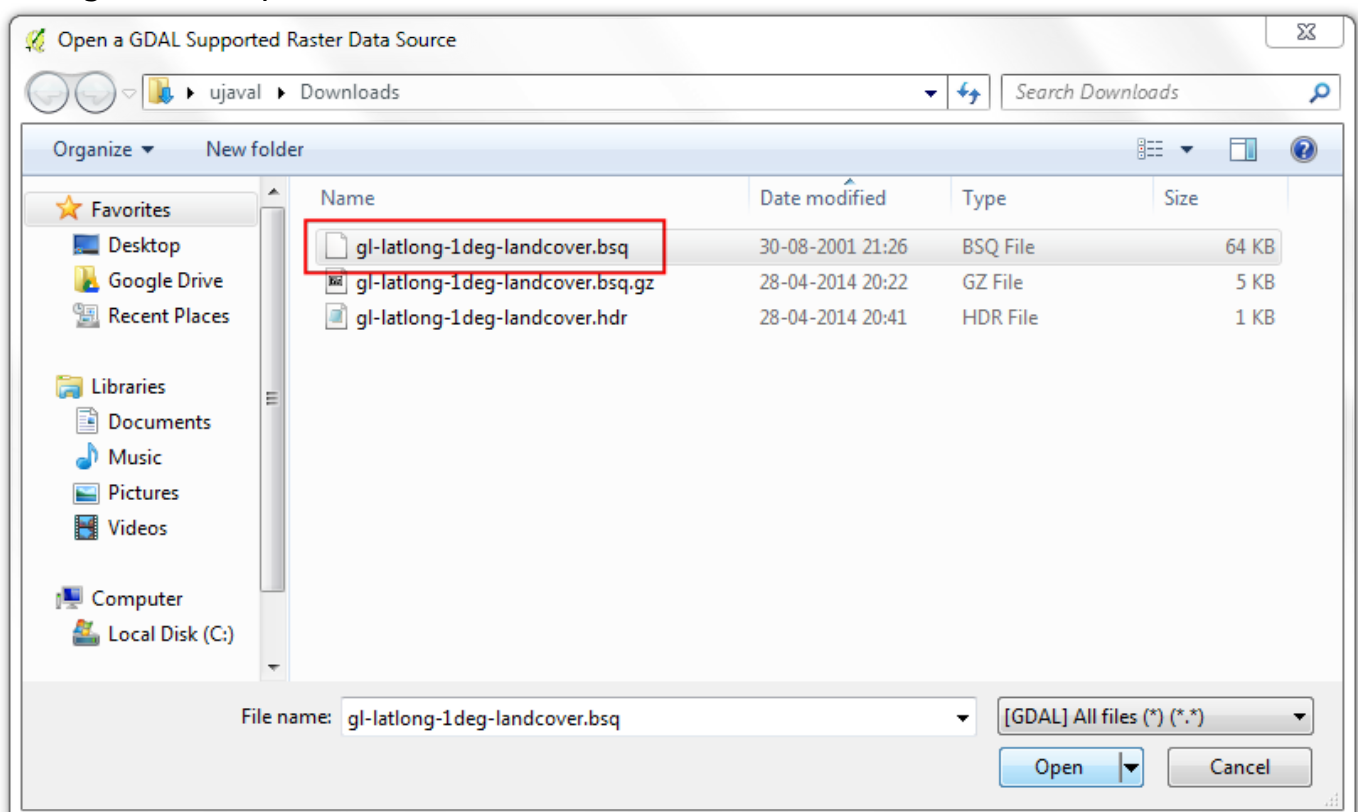 Open a GDAL Supported Raster Data Source
ujaval Downloads
Search Downloads
Organize New folder
Name Date modified Type Size
Favorites
Desktop
Google Drive
Recent Places
Libraries
Documents
Music
Pictures
Videos
Computer
Local Disk (C:)
gl-latlong-1deg-landcover.bsq 30-08-2001 21:26 BSQ File 64 KB
gl-latlong-1deg-landcover.bsq.gz 28-04-2014 20:22 GZ File 5 KB
gl-latlong-1deg-landcover.hdr 28-04-2014 20:41 HDR File 1 KB
File name: gl-latlong-1deg-landcover.bsq [GDAL] All files (*) (*.*)
Open Cancel